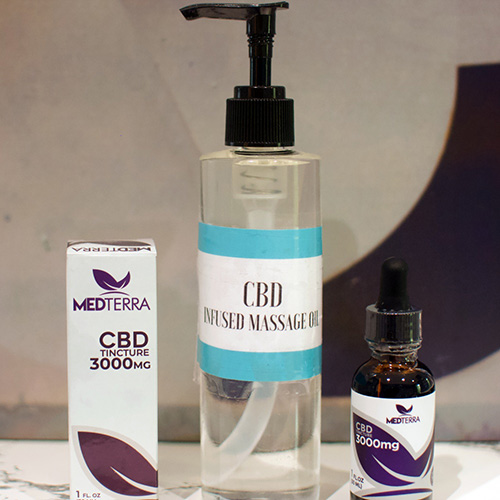 MEDTERRA
MEDTERRA
CBD
TINCTURE
3000MG
1 FL. OZ
CBD
INFUSED MASSAGE OIL
MEDTERRA
CBD
3000mg